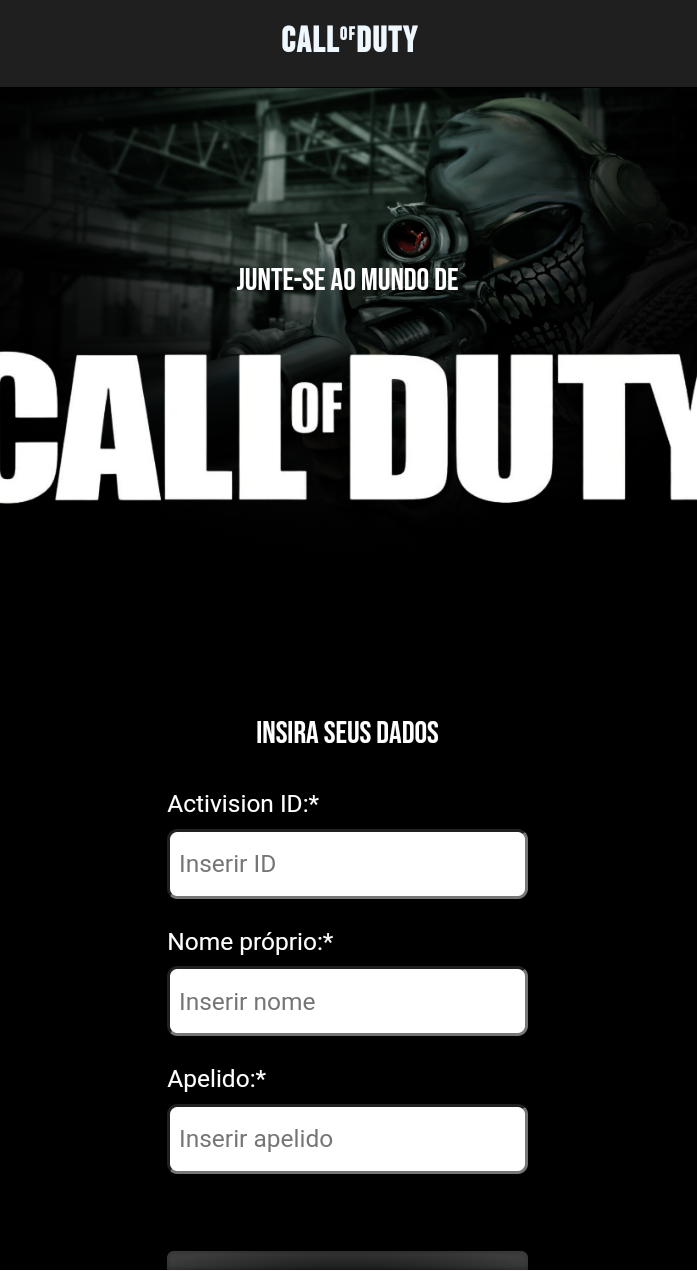 CALL OF DUTY
JUNTE-SE AO MUNDO DE
CALL OF DUTY
INSIRA SEUS DADOS
Activision ID:*
Inserir ID
Nome próprio:*
Inserir nome
Apelido:*
Inserir apelido